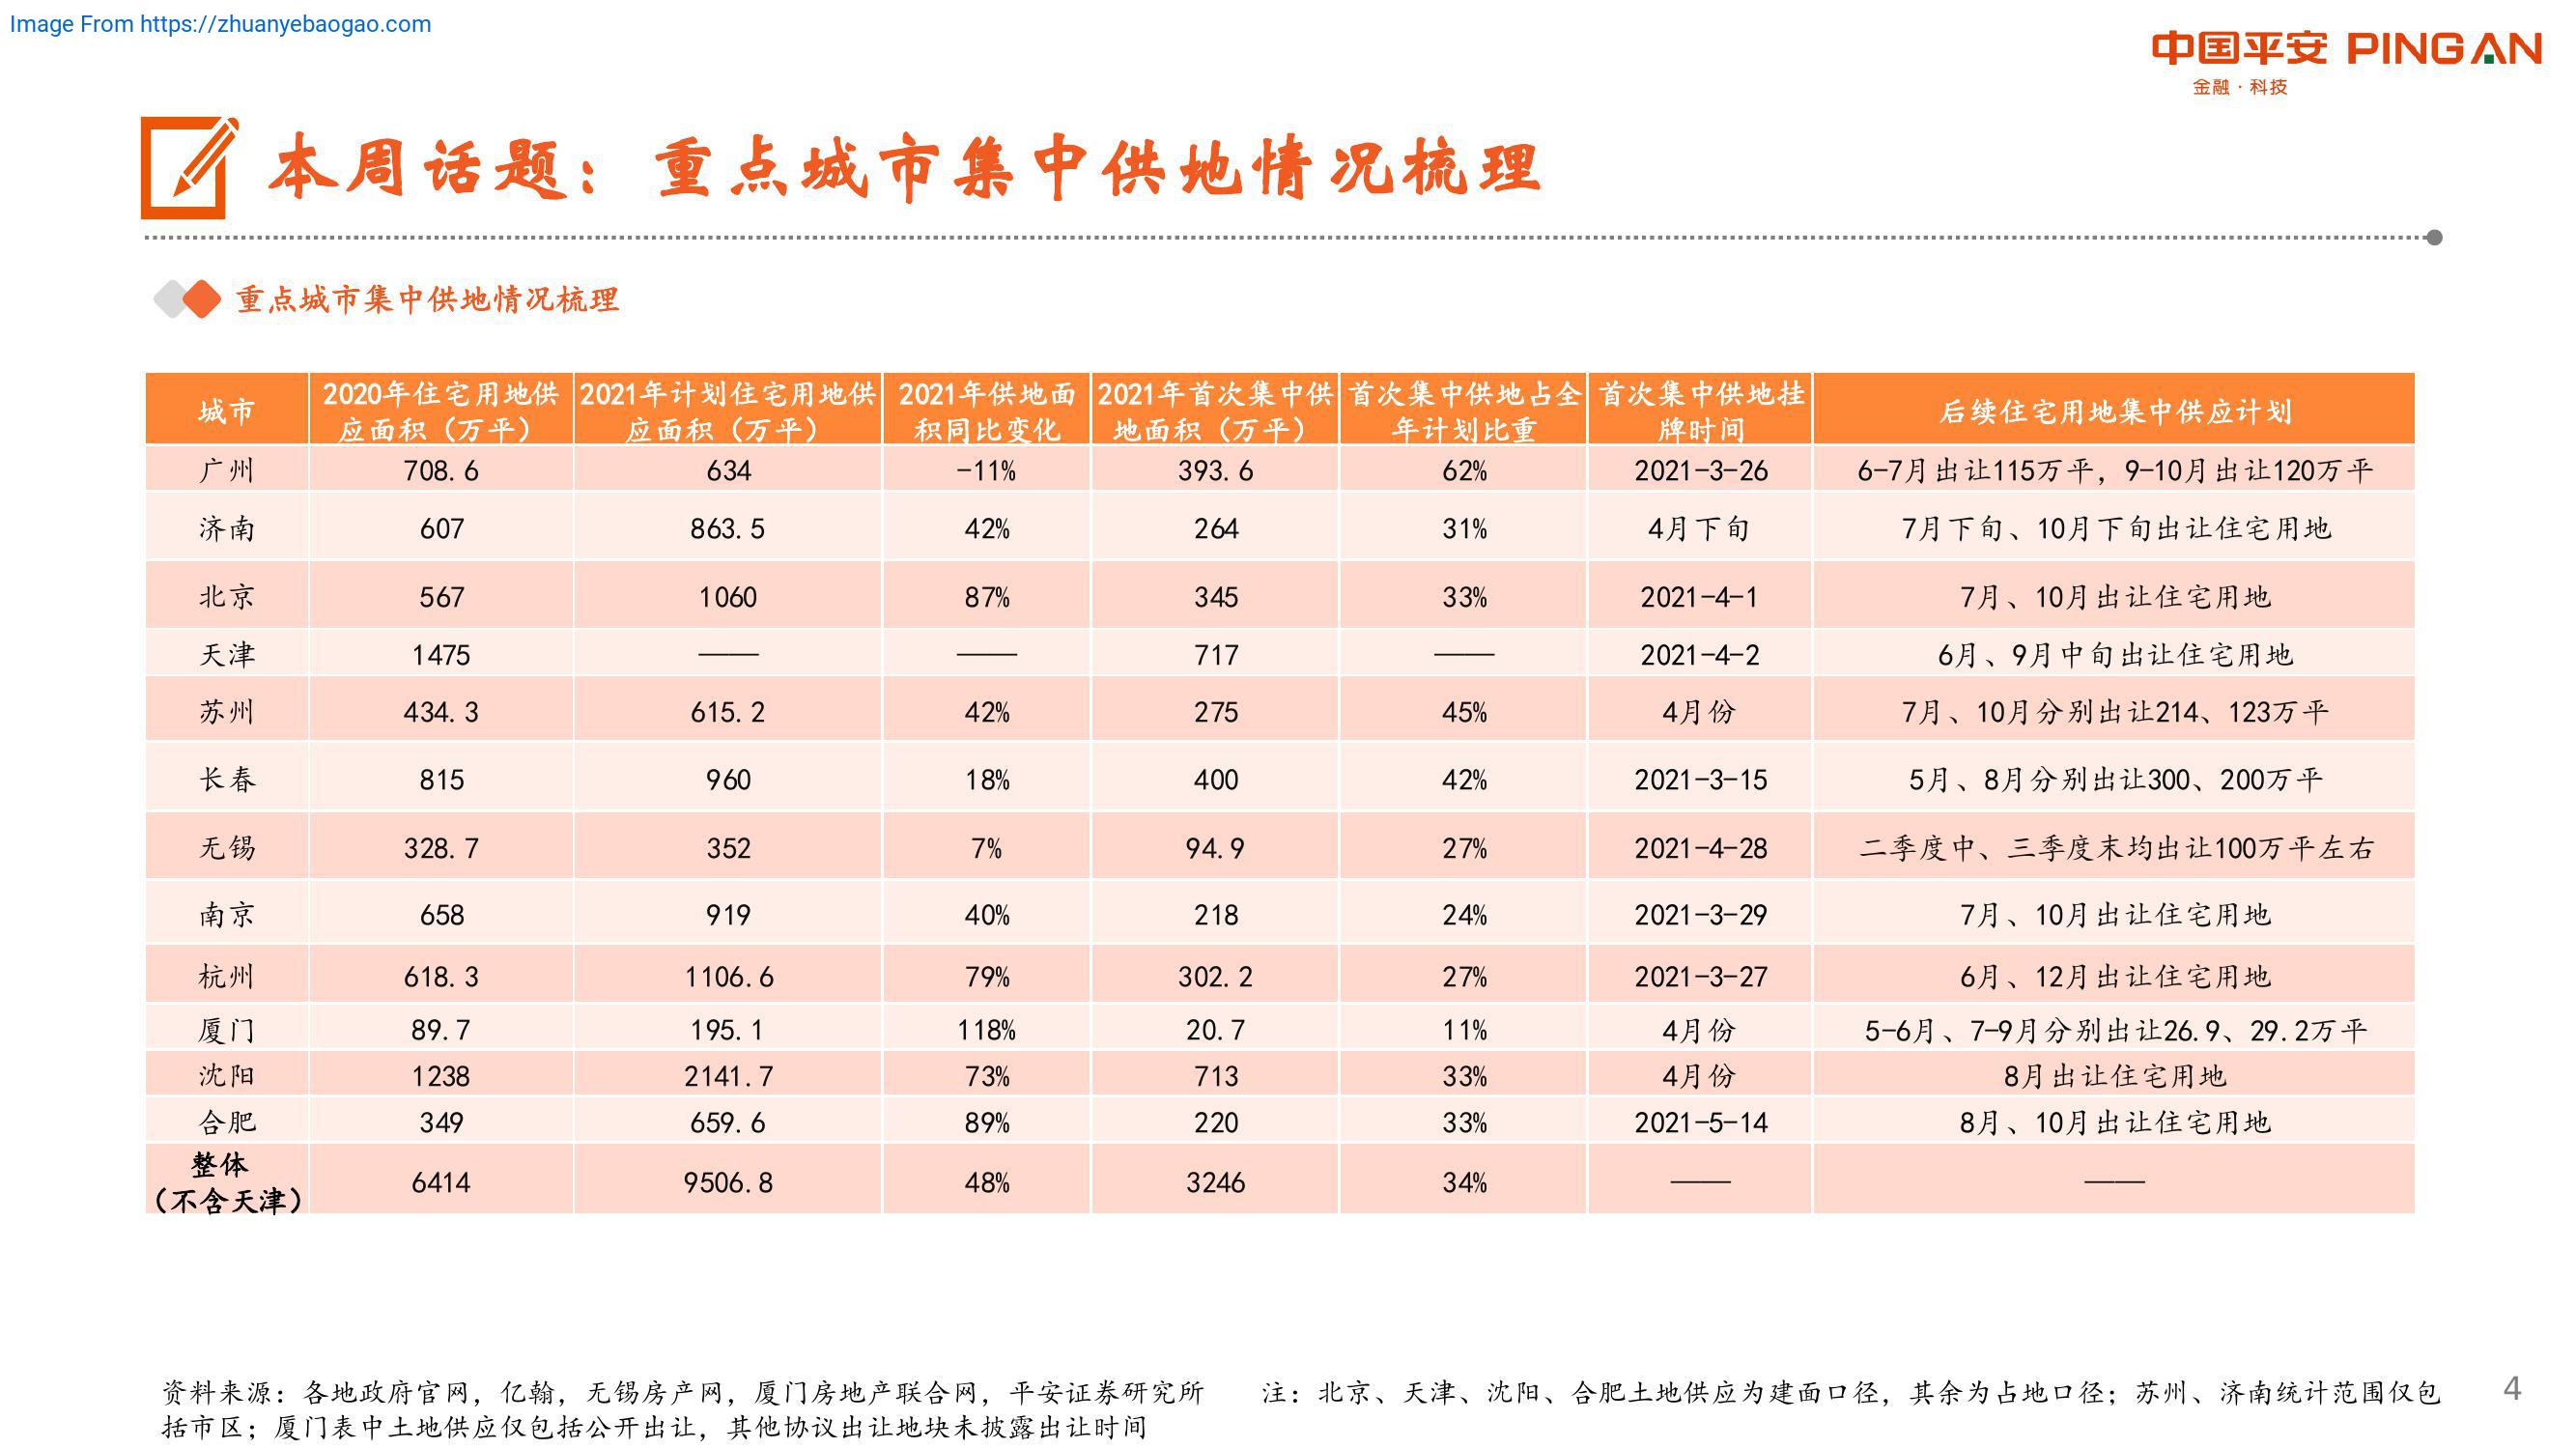 Image From https://zhuanyebaogao.com
中国平安 PINGAN
金融·科技
本周话题：重点城市集中供地情况梳理
重点城市集中供地情况梳理
城市 2020年住宅用地供应面积（万平） 2021年计划住宅用地供应面积（万平） 2021年供地面积同比变化 2021年首次集中供地面积（万平） 首次集中供地占全年计划比重 首次集中供地挂牌时间 后续住宅用地集中供应计划
广州 708.6 634 -11% 393.6 62% 2021-3-26 6-7月出让115万平，9-10月出让120万平
济南 607 863.5 42% 264 31% 4月下旬 7月下旬、10月下旬出让住宅用地
北京 567 1060 87% 345 33% 2021-4-1 7月、10月出让住宅用地
天津 1475 —— —— 717 —— 2021-4-2 6月、9月中旬出让住宅用地
苏州 434.3 615.2 42% 275 45% 4月份 7月、10月分别出让214、123万平
长春 815 960 18% 400 42% 2021-3-15 5月、8月分别出让300、200万平
无锡 328.7 352 7% 94.9 27% 2021-4-28 二季度中、三季度末均出让100万平左右
南京 658 919 40% 218 24% 2021-3-29 7月、10月出让住宅用地
杭州 618.3 1106.6 79% 302.2 27% 2021-3-27 6月、12月出让住宅用地
厦门 89.7 195.1 118% 20.7 11% 4月份 5-6月、7-9月分别出让26.9、29.2万平
沈阳 1238 2141.7 73% 713 33% 4月份 8月出让住宅用地
合肥 349 659.6 89% 220 33% 2021-5-14 8月、10月出让住宅用地
整体（不含天津） 6414 9506.8 48% 3246 34% —— ——
资料来源：各地政府官网，亿翰，无锡房产网，厦门房地产联合网，平安证券研究所 注：北京、天津、沈阳、合肥土地供应为建面口径，其余为占地口径；苏州、济南统计范围仅包
括市区；厦门表中土地供应仅包括公开出让，其他协议出让地块未披露出让时间
4